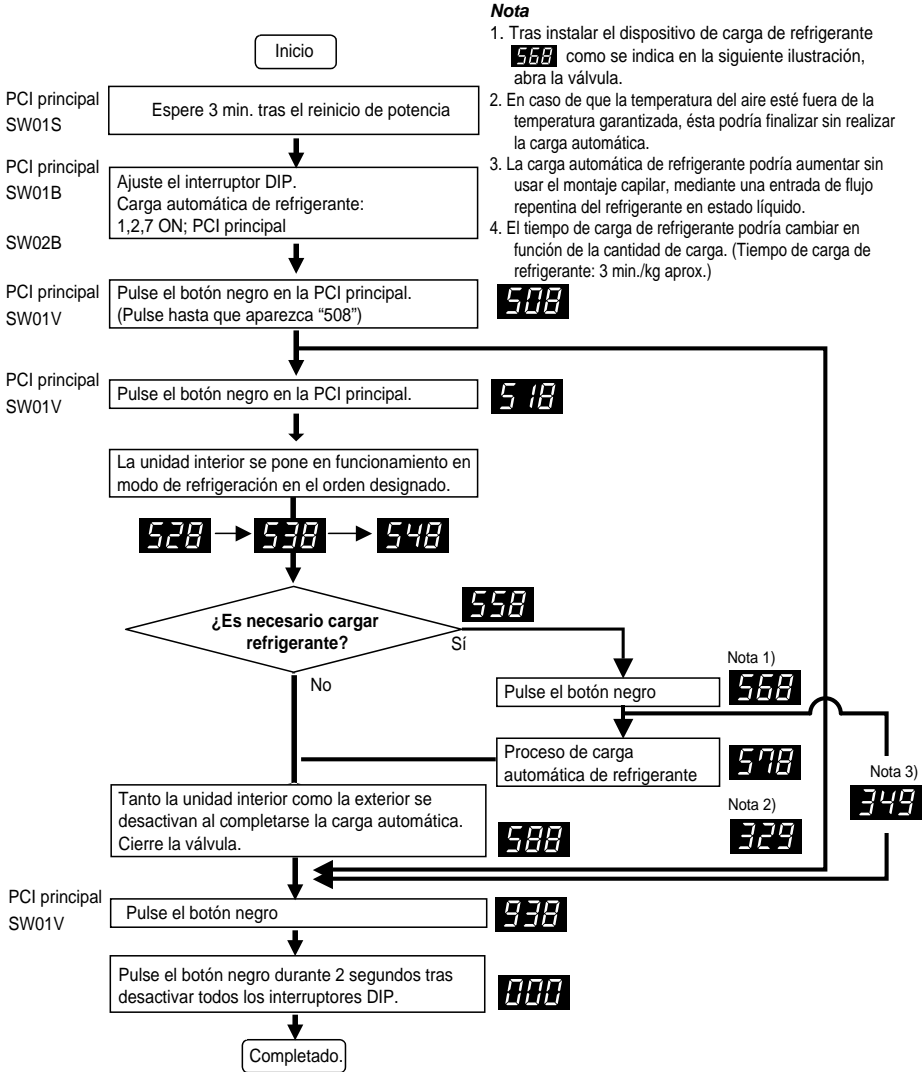 Inicio
PCI principal
SW01S
Espere 3 min. tras el reinicio de potencia
PCI principal
SW01B
SW02B
Ajuste el interruptor DIP.
Carga automática de refrigerante:
1,2,7 ON; PCI principal
PCI principal
SW01V
Pulse el botón negro en la PCI principal.
(Pulse hasta que aparezca “508”)
508
PCI principal
SW01V
Pulse el botón negro en la PCI principal.
518
La unidad interior se pone en funcionamiento en
modo de refrigeración en el orden designado.
528
538
548
¿Es necesario cargar
refrigerante?
558
Sí
No
Nota 1)
Pulse el botón negro
568
Proceso de carga
automática de refrigerante
578
Nota 2)
329
Nota 3)
349
Tanto la unidad interior como la exterior se
desactivan al completarse la carga automática.
Cierre la válvula.
588
PCI principal
SW01V
Pulse el botón negro
938
Pulse el botón negro durante 2 segundos tras
desactivar todos los interruptores DIP.
000
Completado.
Nota
1. Tras instalar el dispositivo de carga de refrigerante
568 como se indica en la siguiente ilustración,
abra la válvula.
2. En caso de que la temperatura del aire esté fuera de la
temperatura garantizada, ésta podría finalizar sin realizar
la carga automática.
3. La carga automática de refrigerante podría aumentar sin
usar el montaje capilar, mediante una entrada de flujo
repentina del refrigerante en estado líquido.
4. El tiempo de carga de refrigerante podría cambiar en
función de la cantidad de carga. (Tiempo de carga de
refrigerante: 3 min./kg aprox.)